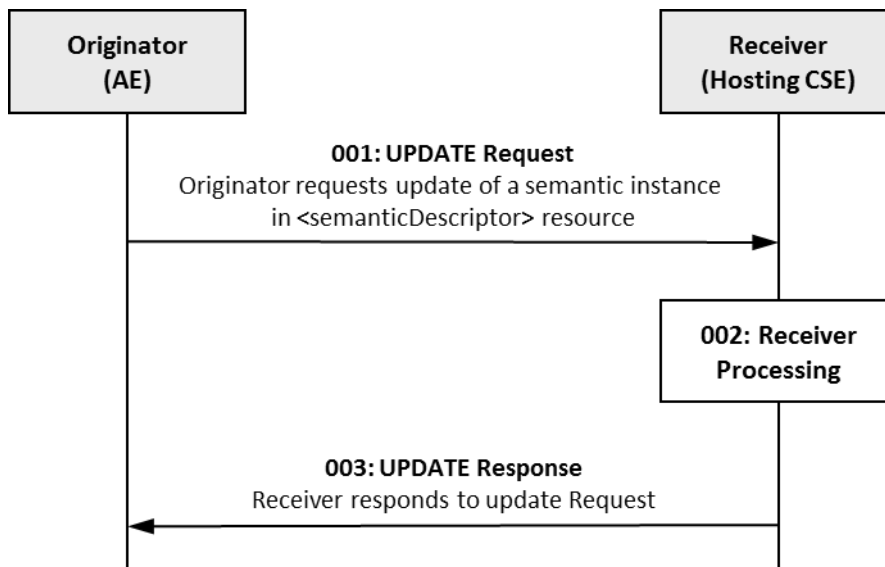 Originator
(AE)
Receiver
(Hosting CSE)
001: UPDATE Request
Originator requests update of a semantic instance
in <semanticDescriptor> resource
002: Receiver
Processing
003: UPDATE Response
Receiver responds to update Request